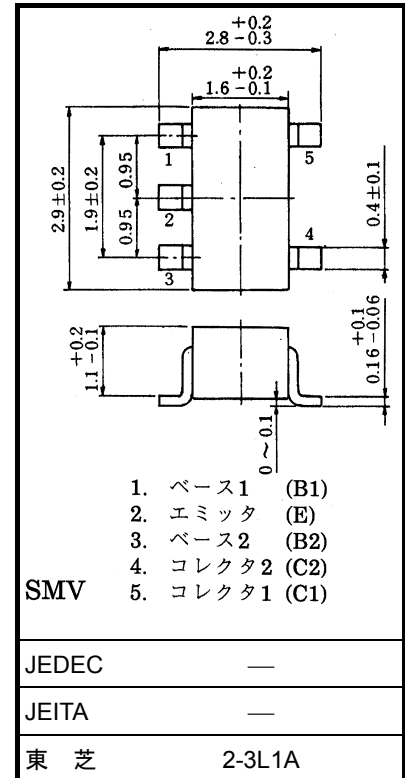 +0.2
2.8 −0.3
+0.2
1.6 −0.1
1
5
2
3
4
2.9±0.2
1.9±0.2
0.95
0.95
0.4±0.1
+0.2
1.1 −0.1
+0.1
0.16 −0.06
0～0.1
1. ベース1 (B1)
2. エミッタ (E)
3. ベース2 (B2)
4. コレクタ2 (C2)
SMV 5. コレクタ1 (C1)
JEDEC ―
JEITA ―
東 芝 2-3L1A